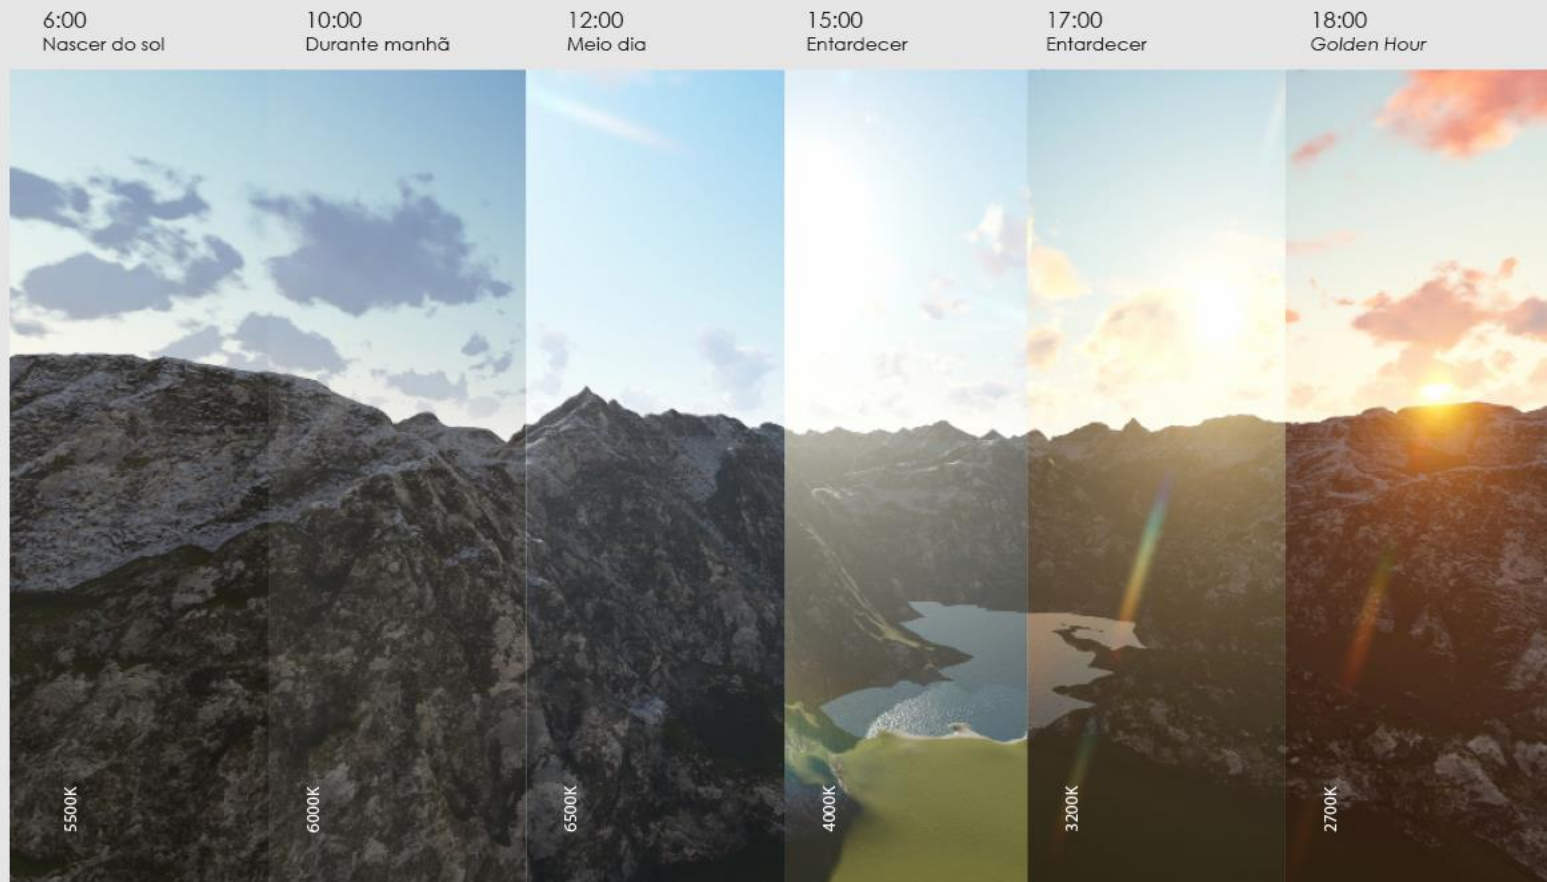 6:00
Nascer do sol
10:00
Durante manhã
12:00
Meio dia
15:00
Entardecer
17:00
Entardecer
18:00
Golden Hour
5500K
6000K
6500K
4000K
3200K
2700K